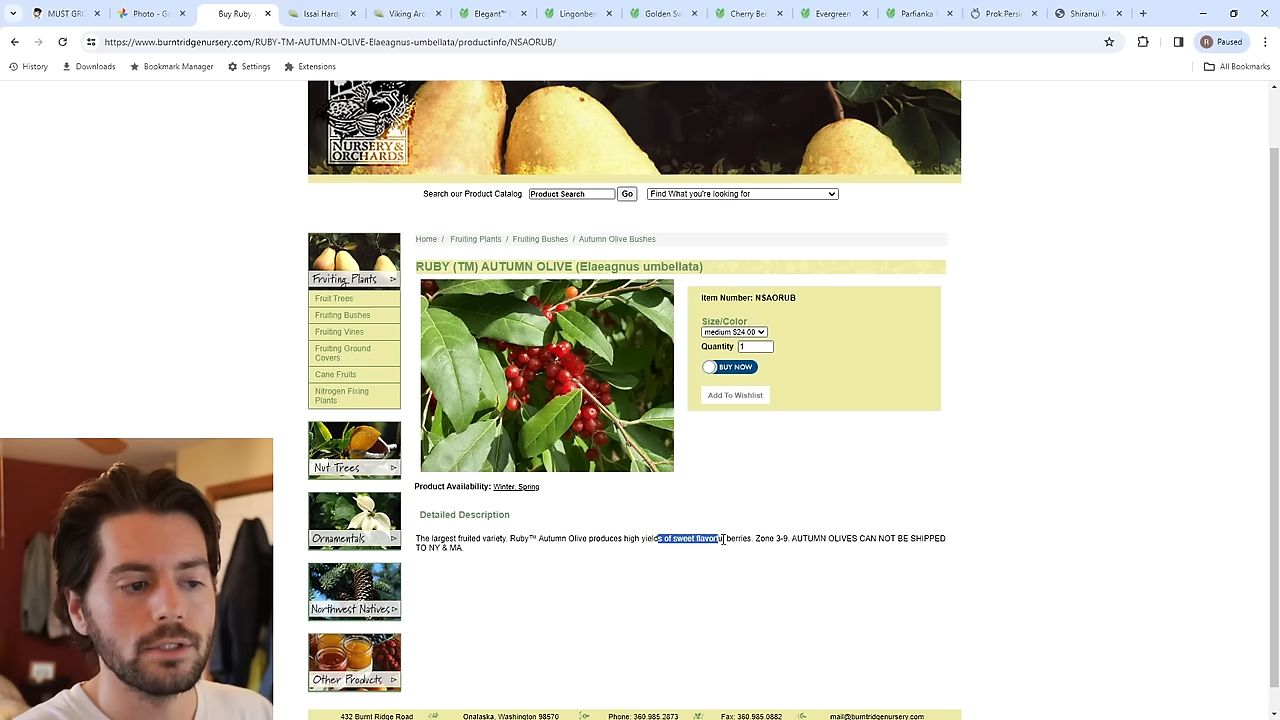 MUST GR
Photo - G
Buy Ruby
Issai Hard
Viking Aro
Elegant™
Lingonber
Golden Sw
Cherry Be
Evergreen
Parfianka
Prok Persi
Shiranui M
https://www.burntridgenursery.com/RUBY-TM-AUTUMN-OLIVE-Elaeagnus-umbellata/productinfo/NSAORUB/
R Paused
History Downloads Bookmark Manager Settings Extensions All Bookmarks
NURSERY &
ORCHARDS
Search our Product Catalog Product Search Go Find What you're looking for
Home / Fruiting Plants / Fruiting Bushes / Autumn Olive Bushes
Fruiting Plants
Fruit Trees
Fruiting Bushes
Fruiting Vines
Fruiting Ground
Covers
Cane Fruits
Nitrogen Fixing
Plants
Nut Trees
Ornamentals
Northwest Natives
Other Products
RUBY (TM) AUTUMN OLIVE (Elaeagnus umbellata)
Item Number: NSAORUB
Size/Color
medium $24.00
Quantity 1
BUY NOW
Add To Wishlist
Product Availability: Winter, Spring
Detailed Description
The largest fruited variety, Ruby™ Autumn Olive produces high yields of sweet flavorful berries. Zone 3-9. AUTUMN OLIVES CAN NOT BE SHIPPED
TO NY & MA.
432 Burnt Ridge Road Onalaska, Washington 98570 Phone: 360.985.2873 Fax: 360.985.0882 mail@burntridgenursery.com